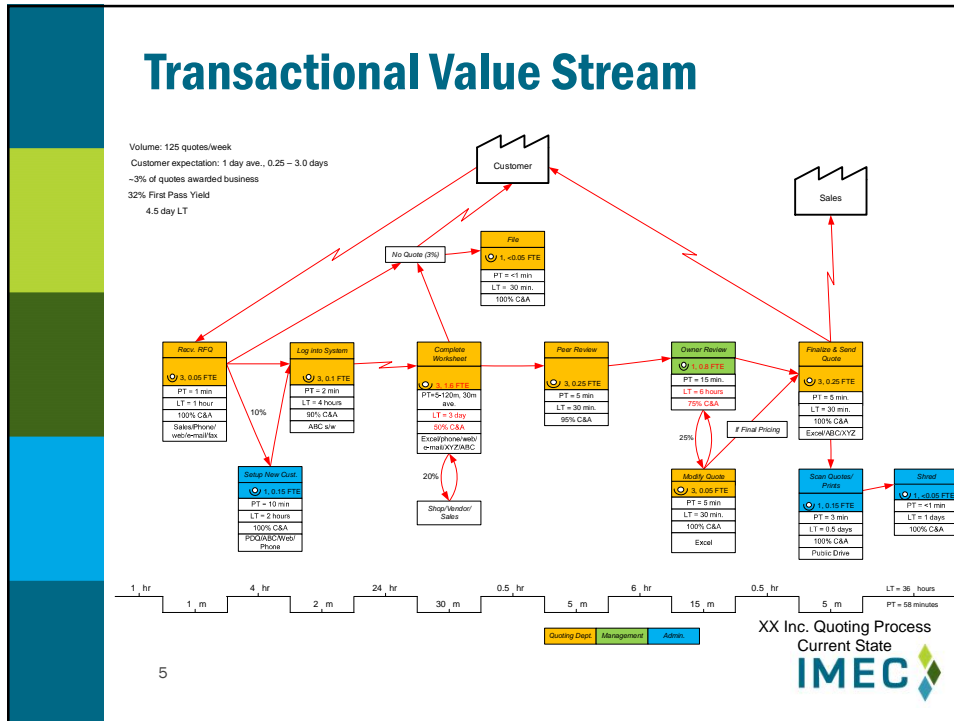 Transactional Value Stream
Volume: 125 quotes/week
Customer expectation: 1 day ave., 0.25 – 3.0 days
~3% of quotes awarded business
32% First Pass Yield
4.5 day LT
Customer
Sales
No Quote (3%)
File
1, <0.05 FTE
PT = <1 min
LT = 30 min.
100% C&A
Recv. RFQ
3, 0.05 FTE
PT = 1 min
LT = 1 hour
100% C&A
Sales/Phone/
web/e-mail/fax
10%
Log into System
3, 0.1 FTE
PT = 2 min
LT = 4 hours
90% C&A
ABC s/w
Complete
Worksheet
3, 1.6 FTE
PT=5-120m, 30m
ave.
LT = 3 day
50% C&A
Excel/phone/web/
e-mail/XYZ/ABC
20%
Shop/Vendor/
Sales
Peer Review
3, 0.25 FTE
PT = 5 min
LT = 30 min.
95% C&A
Owner Review
1, 0.8 FTE
PT = 15 min.
LT = 6 hours
75% C&A
25%
If Final Pricing
Finalize & Send
Quote
3, 0.25 FTE
PT = 5 min.
LT = 30 min.
100% C&A
Excel/ABC/XYZ
Setup New Cust.
1, 0.15 FTE
PT = 10 min
LT = 2 hours
100% C&A
PDQ/ABC/Web/
Phone
Modify Quote
3, 0.05 FTE
PT = 5 min
LT = 30 min.
100% C&A
Excel
Scan Quotes/
Prints
1, 0.15 FTE
PT = 3 min
LT = 0.5 days
100% C&A
Public Drive
Shred
1, <0.05 FTE
PT = <1 min
LT = 1 days
100% C&A
1 hr
4 hr
24 hr
0.5 hr
6 hr
0.5 hr
LT = 36 hours
1 m
2 m
30 m
5 m
15 m
5 m
PT = 58 minutes
Quoting Dept.
Management
Admin.
XX Inc. Quoting Process
Current State
5
IMEC